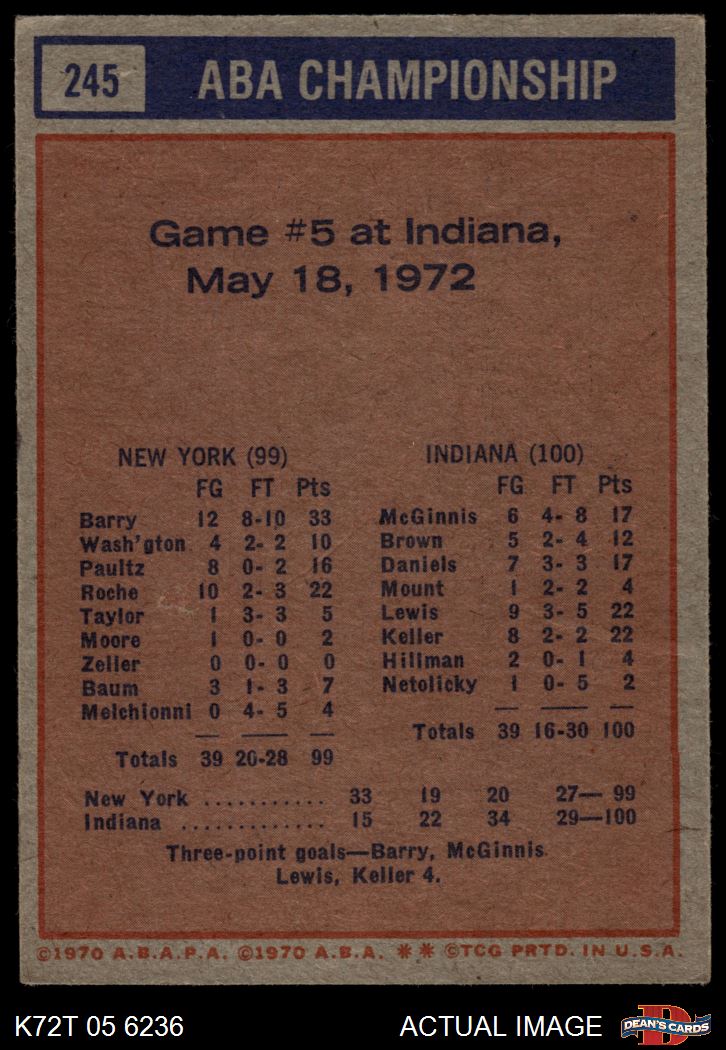 245 ABA CHAMPIONSHIP
Game #5 at Indiana,
May 18, 1972
NEW YORK (99)
FG FT Pts
Barry 12 8-10 33
Wash'gton 4 2- 2 10
Paultz 8 0- 2 16
Roche 10 2- 3 22
Taylor 1 3- 3 5
Moore 1 0- 0 2
Zeller 0 0- 0 0
Baum 3 1- 3 7
Melchionni 0 4- 5 4
Totals 39 20-28 99
INDIANA (100)
FG FT Pts
McGinnis 6 4- 8 17
Brown 5 2- 4 12
Daniels 7 3- 3 17
Mount 1 2- 2 4
Lewis 9 3- 5 22
Keller 8 2- 2 22
Hillman 2 0- 1 4
Netolicky 1 0- 5 2
Totals 39 16-30 100
New York ........... 33 19 20 27— 99
Indiana ............. 15 22 34 29—100
Three-point goals—Barry, McGinnis
Lewis, Keller 4.
©1970 A.B.A.P.A. ©1970 A.B.A. ** ©TCG PRTD. IN U.S.A.
K72T 05 6236 ACTUAL IMAGE DEAN'S CARDS